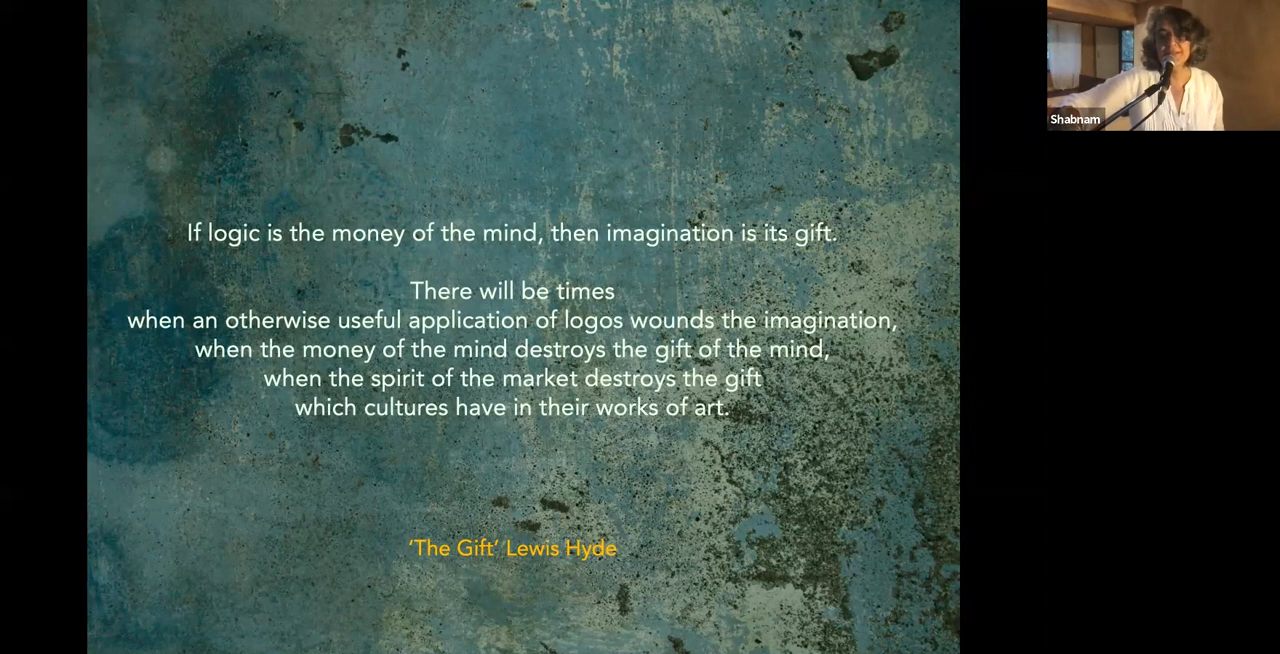 If logic is the money of the mind, then imagination is its gift.
There will be times
when an otherwise useful application of logos wounds the imagination,
when the money of the mind destroys the gift of the mind,
when the spirit of the market destroys the gift
which cultures have in their works of art.
‘The Gift’ Lewis Hyde
Shabnam